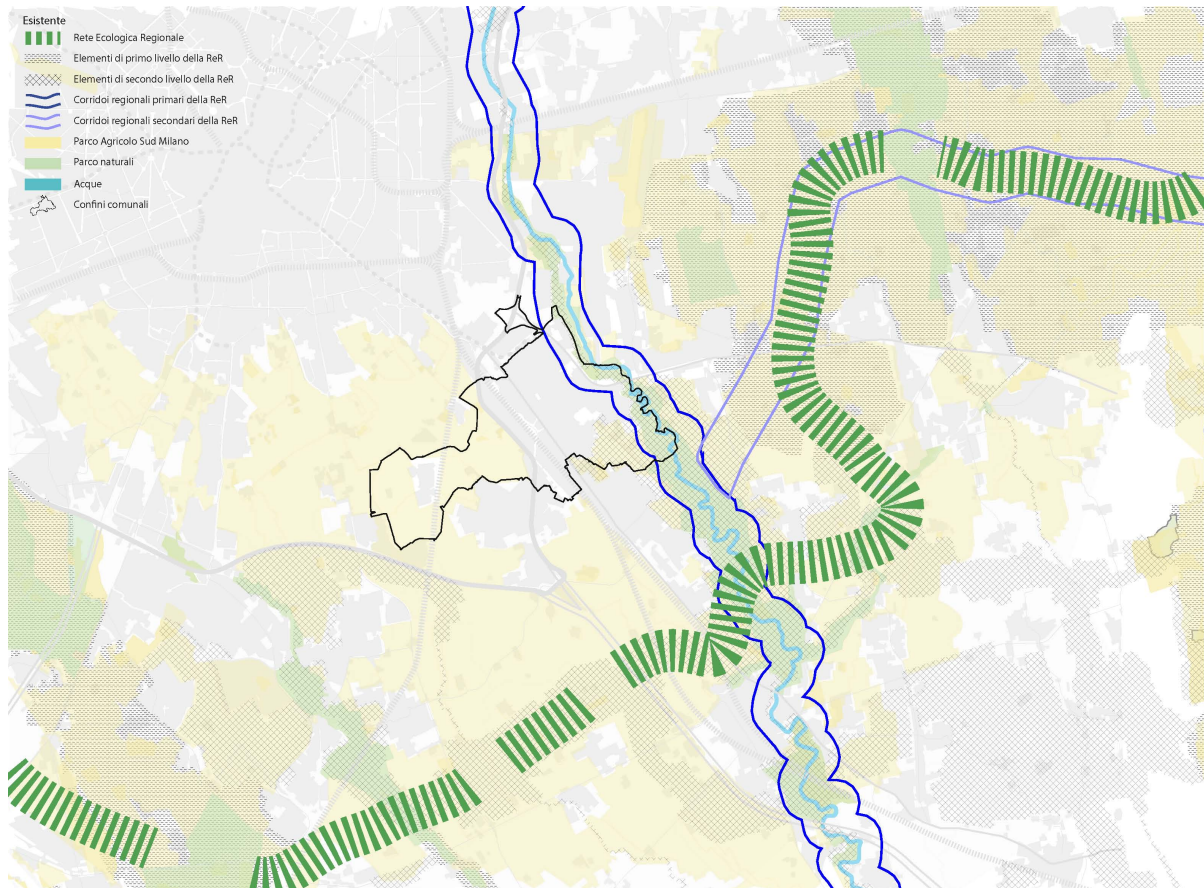 Esistente
Rete Ecologica Regionale
Elementi di primo livello della ReR
Elementi di secondo livello della ReR
Corridoi regionali primari della ReR
Corridoi regionali secondari della ReR
Parco Agricolo Sud Milano
Parco naturali
Acque
Confini comunali